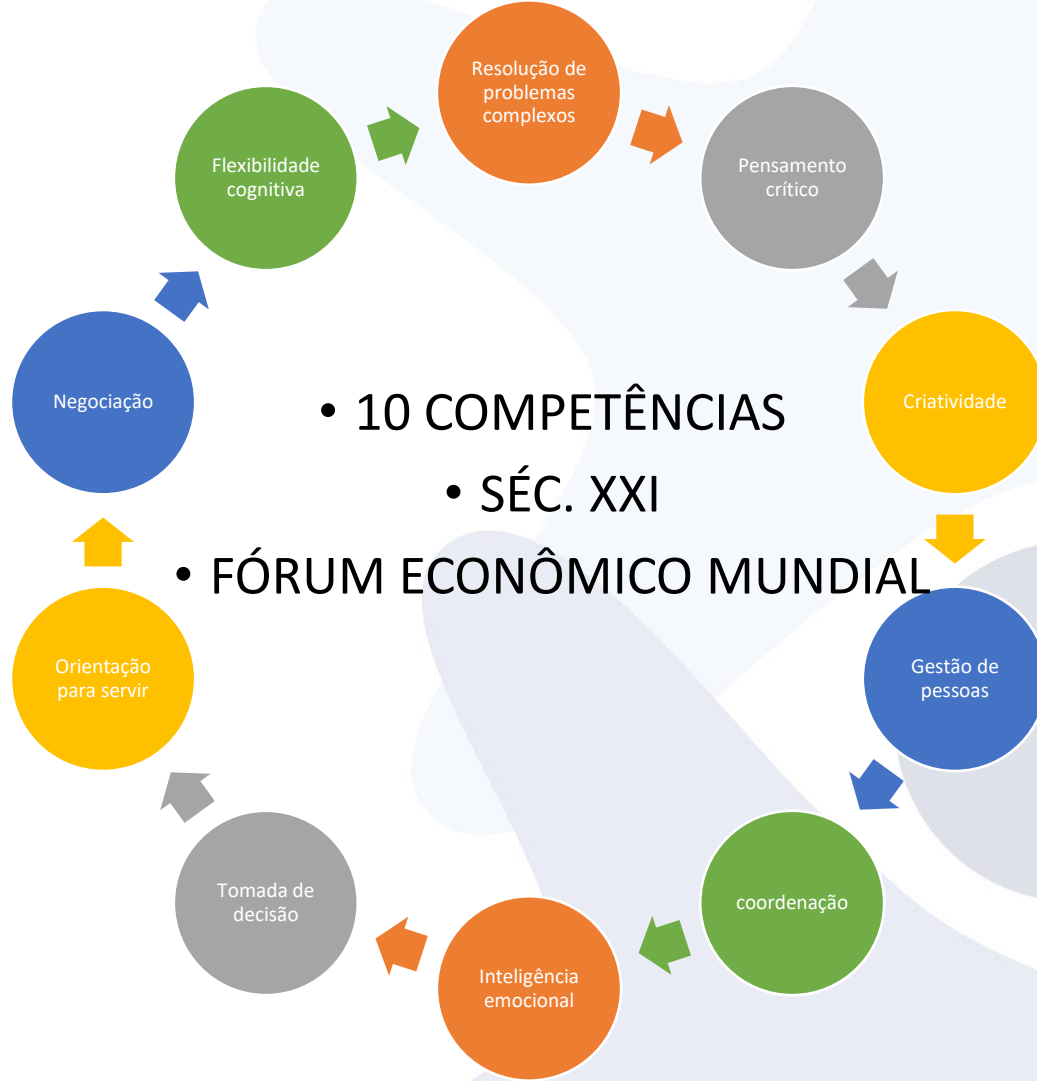 Resolução de
problemas
complexos
Pensamento
crítico
Criatividade
Gestão de
pessoas
coordenação
Inteligência
emocional
Tomada de
decisão
Orientação
para servir
Negociação
Flexibilidade
cognitiva
• 10 COMPETÊNCIAS
• SÉC. XXI
• FÓRUM ECONÔMICO MUNDIAL